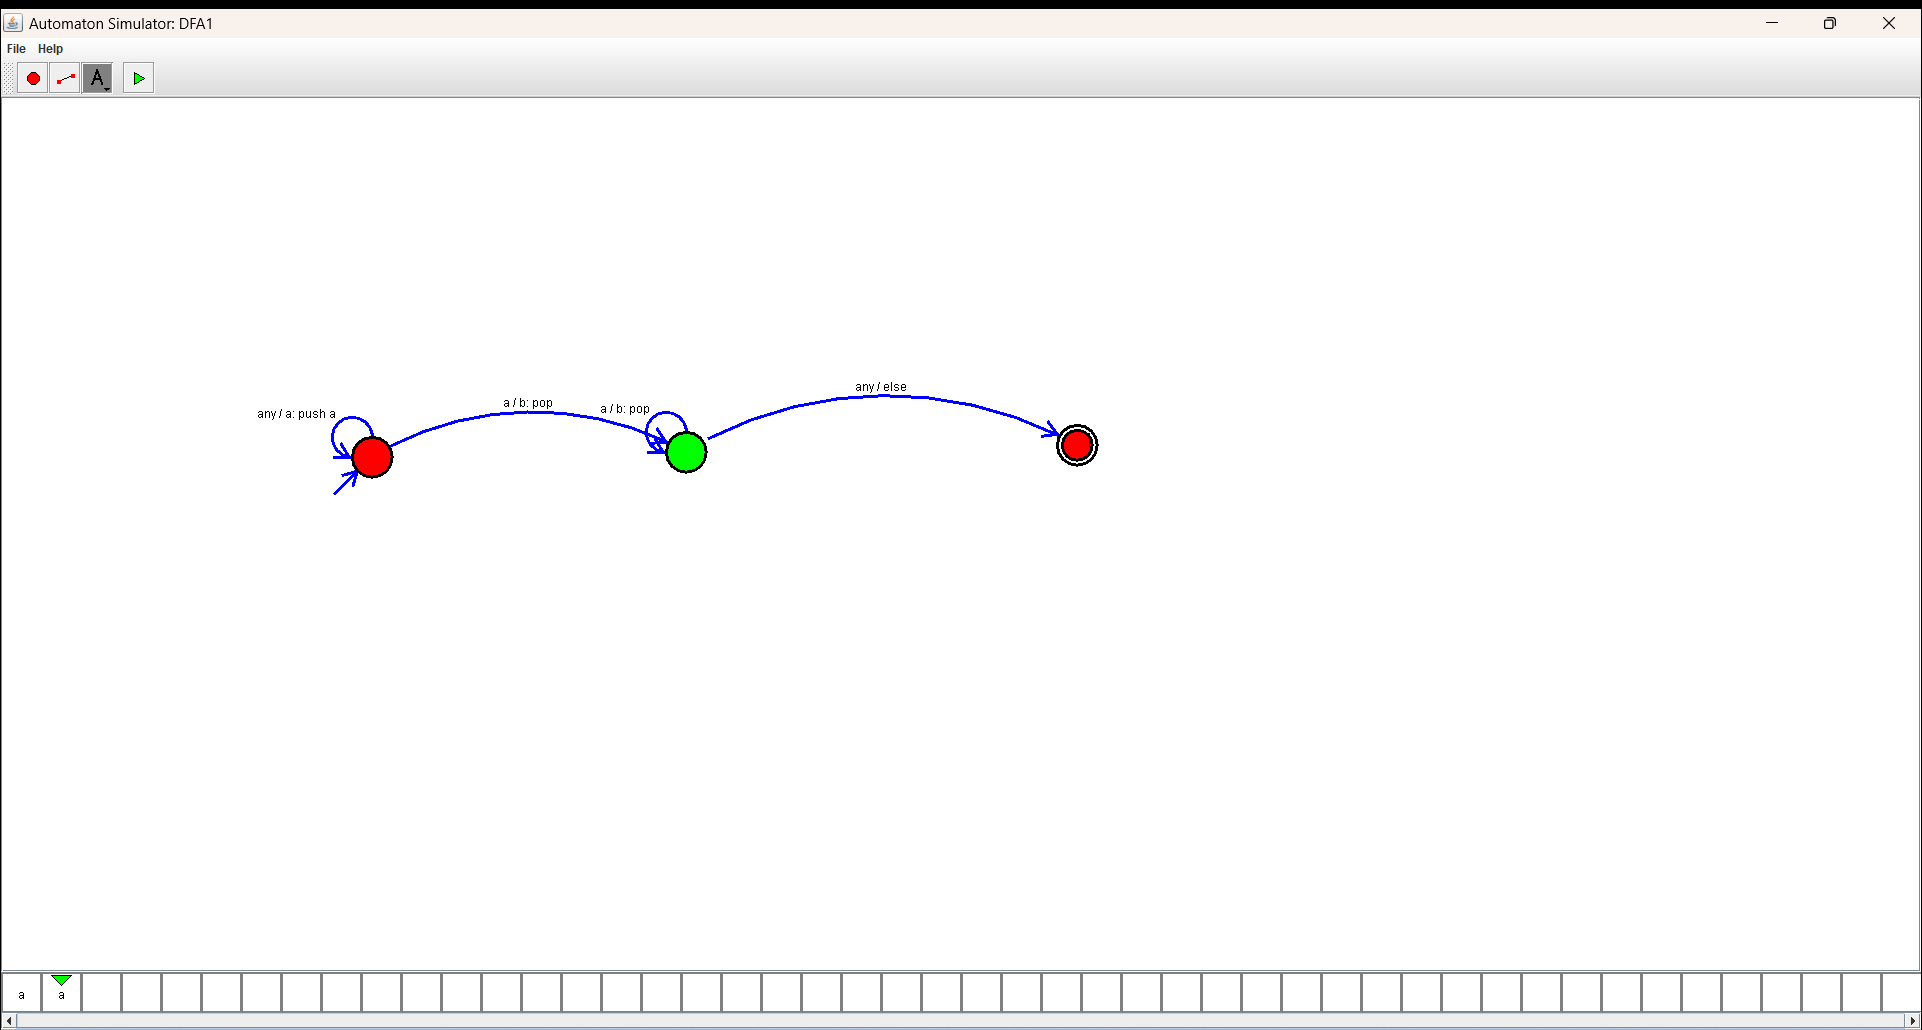 Automaton Simulator: DFA1
File Help
A
any / else
a / b: pop
a / b: pop
any / a: push a
a a